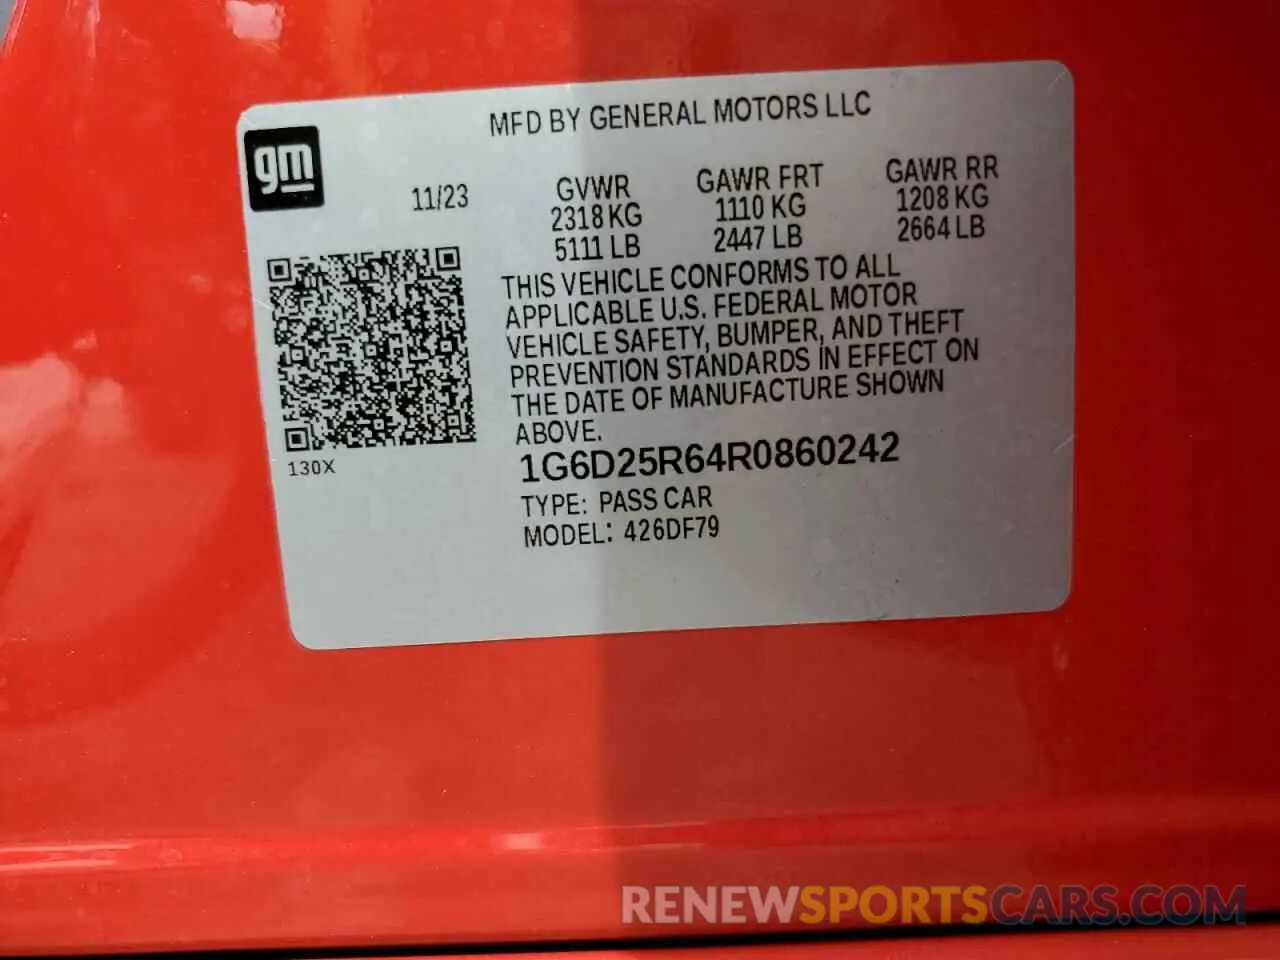 MFD BY GENERAL MOTORS LLC
gm
11/23
GVWR GAWR FRT GAWR RR
2318 KG 1110 KG 1208 KG
5111 LB 2447 LB 2664 LB
THIS VEHICLE CONFORMS TO ALL
APPLICABLE U.S. FEDERAL MOTOR
VEHICLE SAFETY, BUMPER, AND THEFT
PREVENTION STANDARDS IN EFFECT ON
THE DATE OF MANUFACTURE SHOWN
ABOVE.
130X
1G6D25R64R0860242
TYPE: PASS CAR
MODEL: 426DF79
RENEWSPORTSCARS.COM